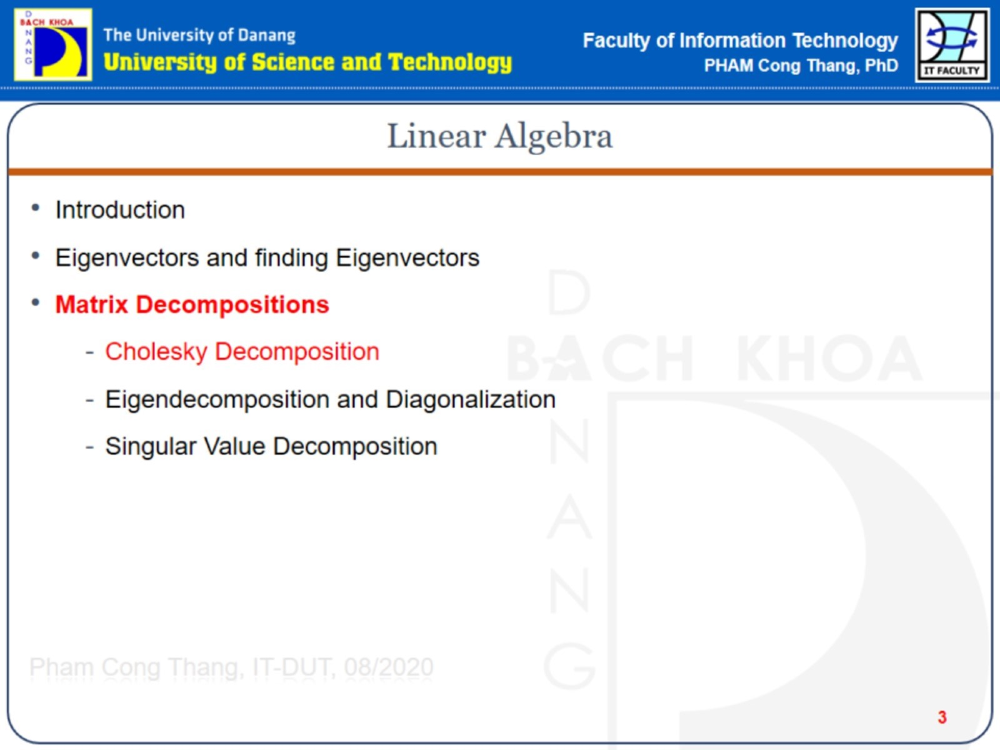 D
BACH KHOA
N
A
N
G
The University of Danang
University of Science and Technology
Faculty of Information Technology
PHAM Cong Thang, PhD
IT FACULTY
Linear Algebra
• Introduction
• Eigenvectors and finding Eigenvectors
• Matrix Decompositions
- Cholesky Decomposition
- Eigendecomposition and Diagonalization
- Singular Value Decomposition
D
BACH KHOA
N
A
N
G
Pham Cong Thang, IT-DUT, 08/2020
3